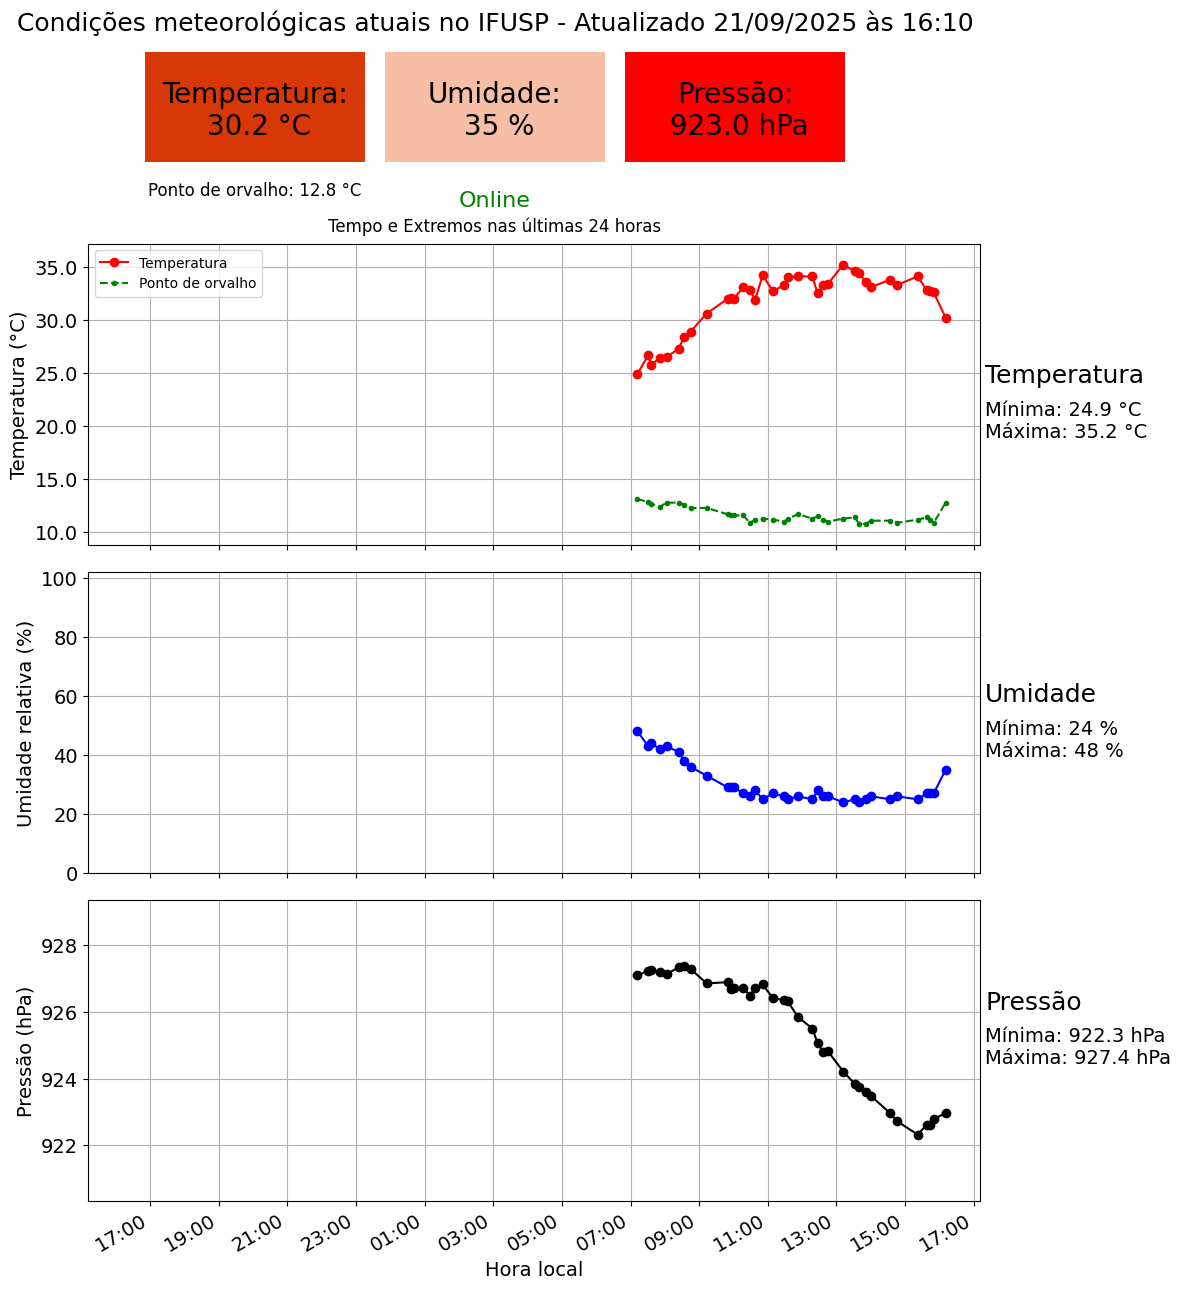 Condições meteorológicas atuais no IFUSP - Atualizado 21/09/2025 às 16:10
Temperatura:
30.2 °C
Umidade:
35 %
Pressão:
923.0 hPa
Ponto de orvalho: 12.8 °C
Online
Tempo e Extremos nas últimas 24 horas
Temperatura
Ponto de orvalho
35.0
30.0
25.0
20.0
15.0
10.0
Temperatura (°C)
Temperatura
Mínima: 24.9 °C
Máxima: 35.2 °C
100
80
60
40
20
0
Umidade relativa (%)
Umidade
Mínima: 24 %
Máxima: 48 %
928
926
924
922
Pressão (hPa)
Pressão
Mínima: 922.3 hPa
Máxima: 927.4 hPa
17:00 19:00 21:00 23:00 01:00 03:00 05:00 07:00 09:00 11:00 13:00 15:00 17:00
Hora local